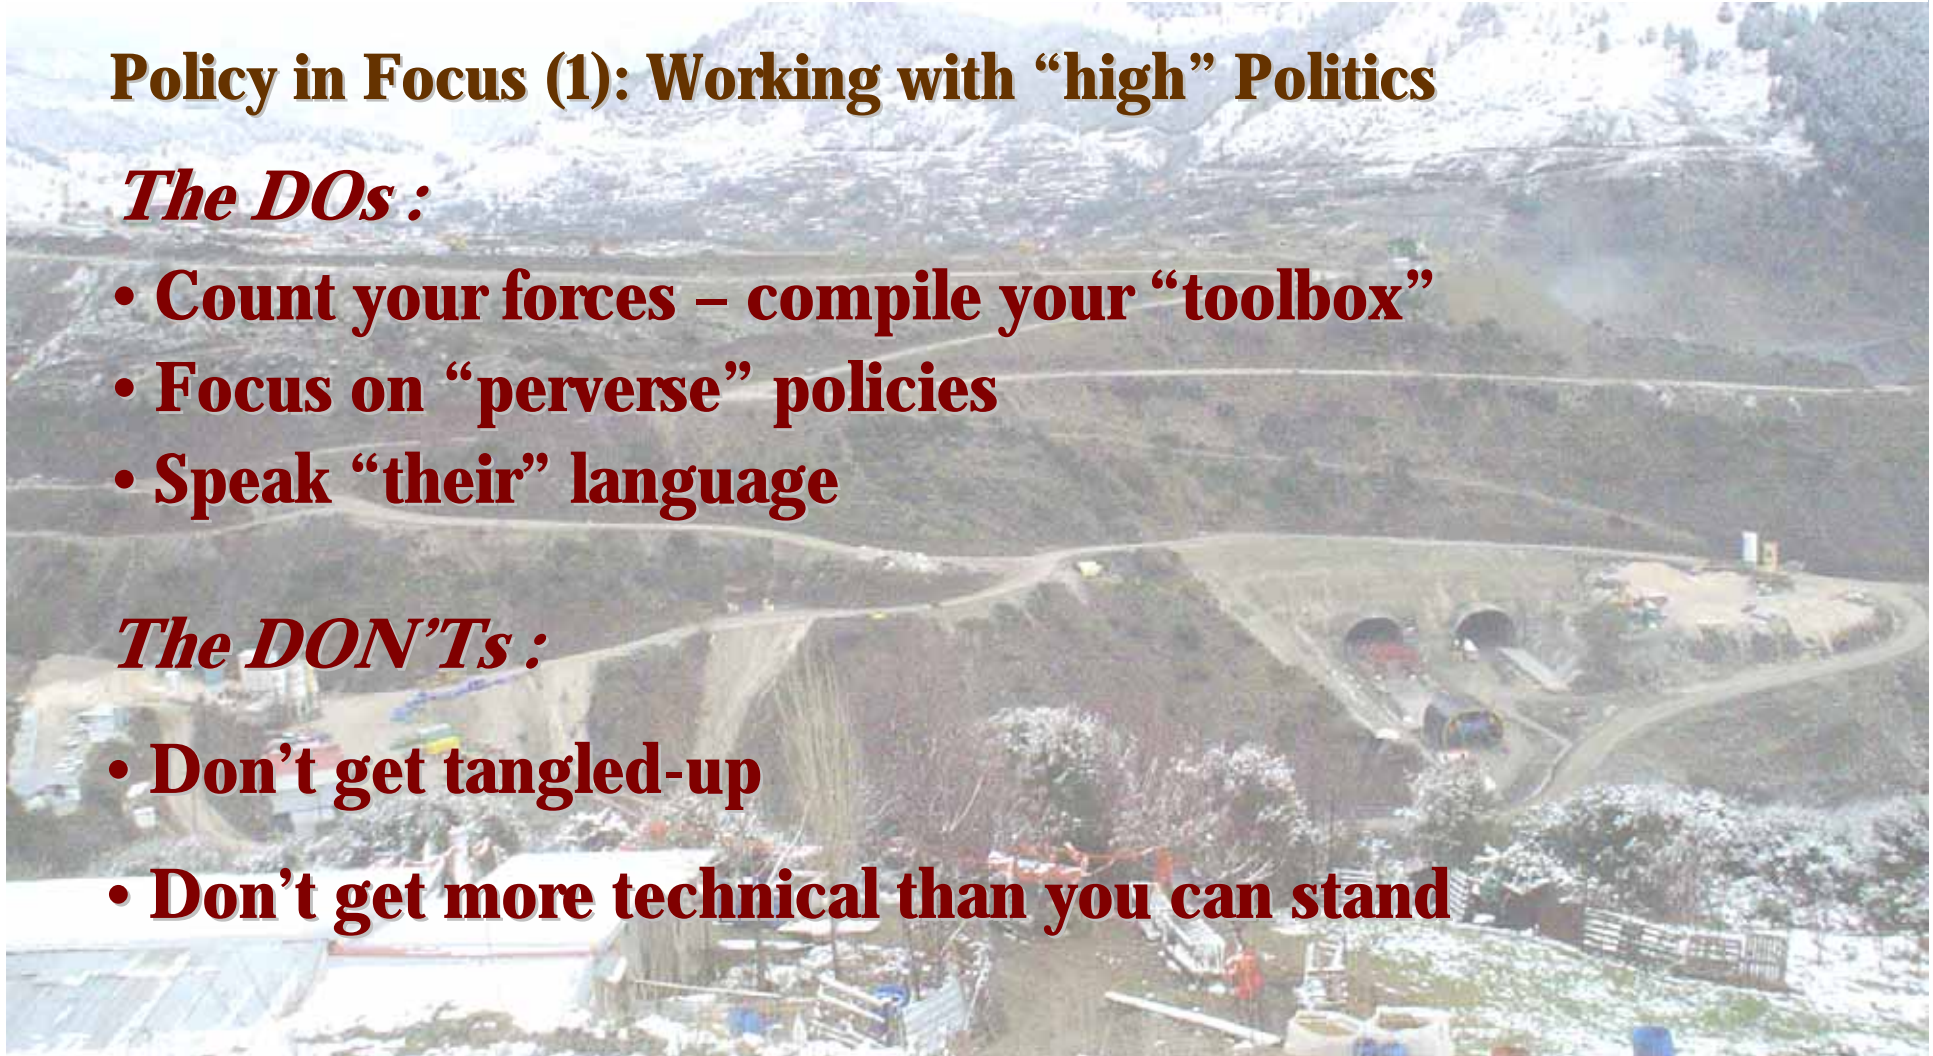 Policy in Focus (1): Working with “high” Politics
The DOs :
• Count your forces – compile your “toolbox”
• Focus on “perverse” policies
• Speak “their” language
The DON’Ts :
• Don’t get tangled-up
• Don’t get more technical than you can stand